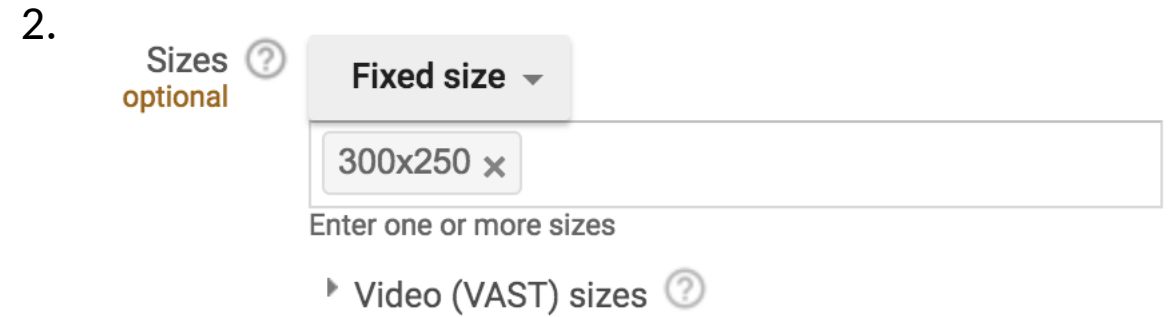 2.
Sizes ? Fixed size
optional
300x250 ×
Enter one or more sizes
Video (VAST) sizes ?